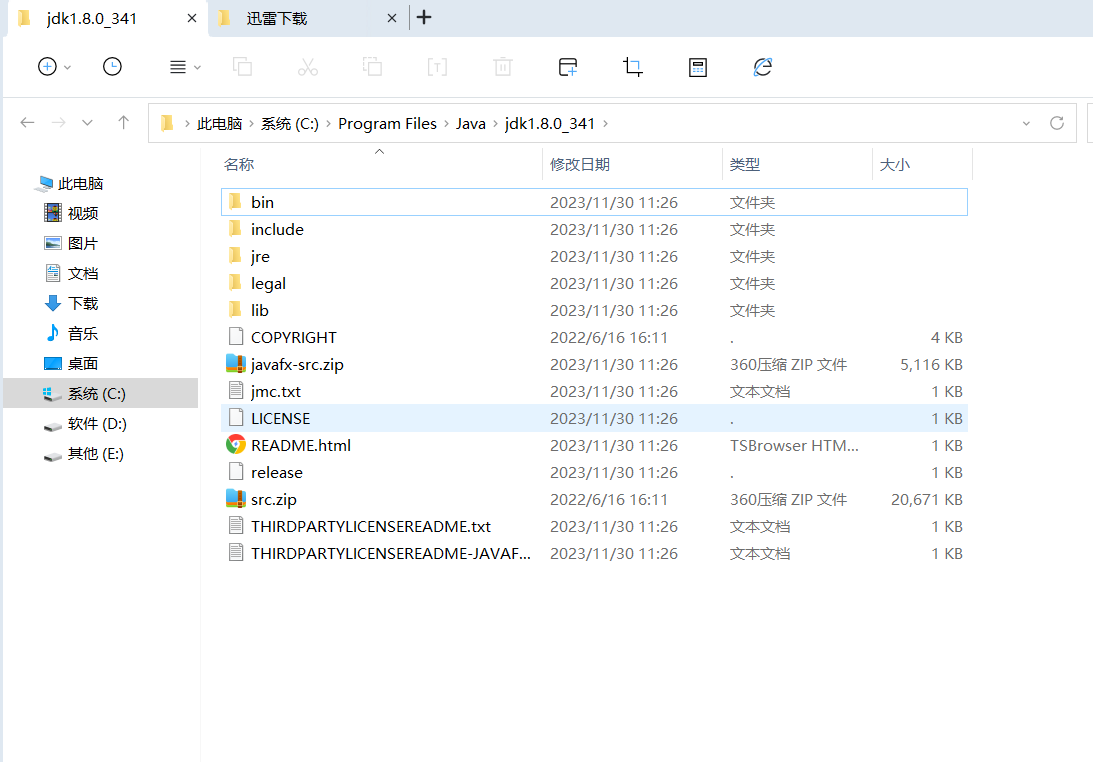 jdk1.8.0_341 迅雷下载
此电脑 系统 (C:) Program Files Java jdk1.8.0_341
名称 修改日期 类型 大小
此电脑
视频
图片
文档
下载
音乐
桌面
系统 (C:)
软件 (D:)
其他 (E:)
bin 2023/11/30 11:26 文件夹
include 2023/11/30 11:26 文件夹
jre 2023/11/30 11:26 文件夹
legal 2023/11/30 11:26 文件夹
lib 2023/11/30 11:26 文件夹
COPYRIGHT 2022/6/16 16:11 . 4 KB
javafx-src.zip 2023/11/30 11:26 360压缩 ZIP 文件 5,116 KB
jmc.txt 2023/11/30 11:26 文本文档 1 KB
LICENSE 2023/11/30 11:26 . 1 KB
README.html 2023/11/30 11:26 TSBrowser HTM... 1 KB
release 2023/11/30 11:26 . 1 KB
src.zip 2022/6/16 16:11 360压缩 ZIP 文件 20,671 KB
THIRDPARTYLICENSEREADME.txt 2023/11/30 11:26 文本文档 1 KB
THIRDPARTYLICENSEREADME-JAVAF... 2023/11/30 11:26 文本文档 1 KB